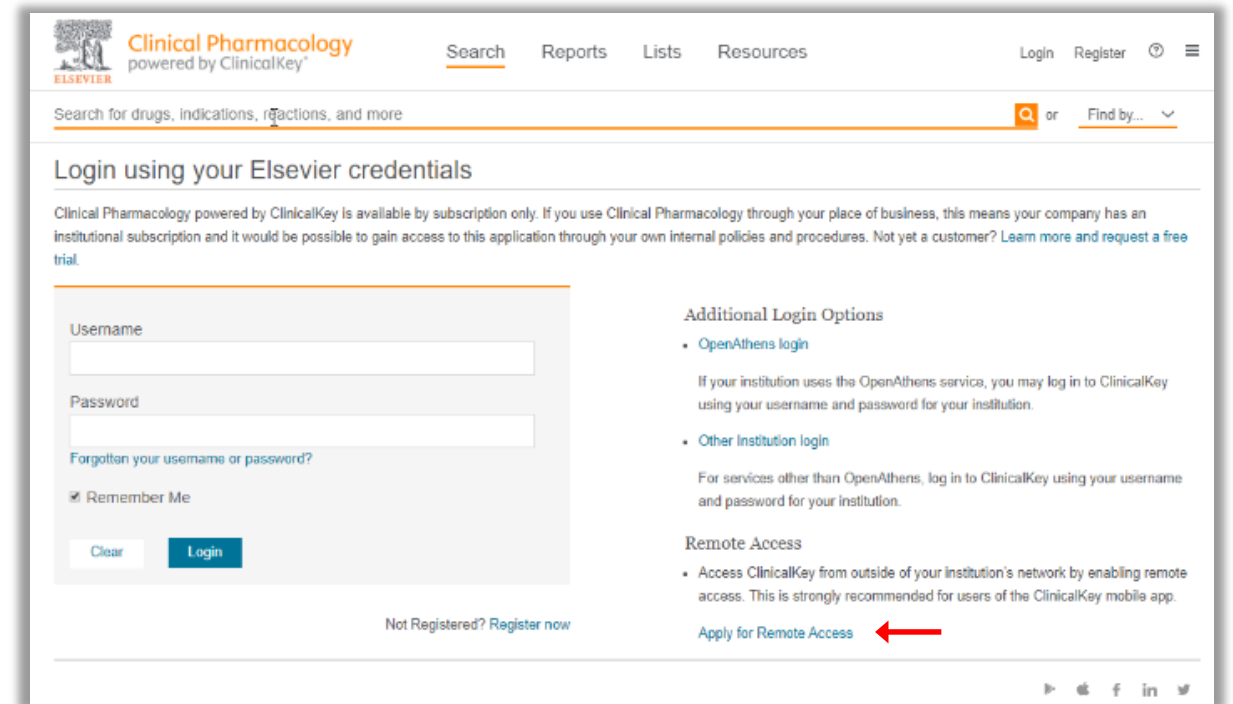 ELSEVIER
Clinical Pharmacology
powered by ClinicalKey®
Search Reports Lists Resources
Login Register ?
Search for drugs, indications, reactions, and more
or Find by...
Login using your Elsevier credentials
Clinical Pharmacology powered by ClinicalKey is available by subscription only. If you use Clinical Pharmacology through your place of business, this means your company has an
institutional subscription and it would be possible to gain access to this application through your own internal policies and procedures. Not yet a customer? Learn more and request a free
trial.
Username
Password
Forgotten your username or password?
Remember Me
Clear Login
Not Registered? Register now
Additional Login Options
• OpenAthens login
If your institution uses the OpenAthens service, you may log in to ClinicalKey
using your username and password for your institution.
• Other Institution login
For services other than OpenAthens, log in to ClinicalKey using your username
and password for your institution.
Remote Access
• Access ClinicalKey from outside of your institution's network by enabling remote
access. This is strongly recommended for users of the ClinicalKey mobile app.
Apply for Remote Access
f in